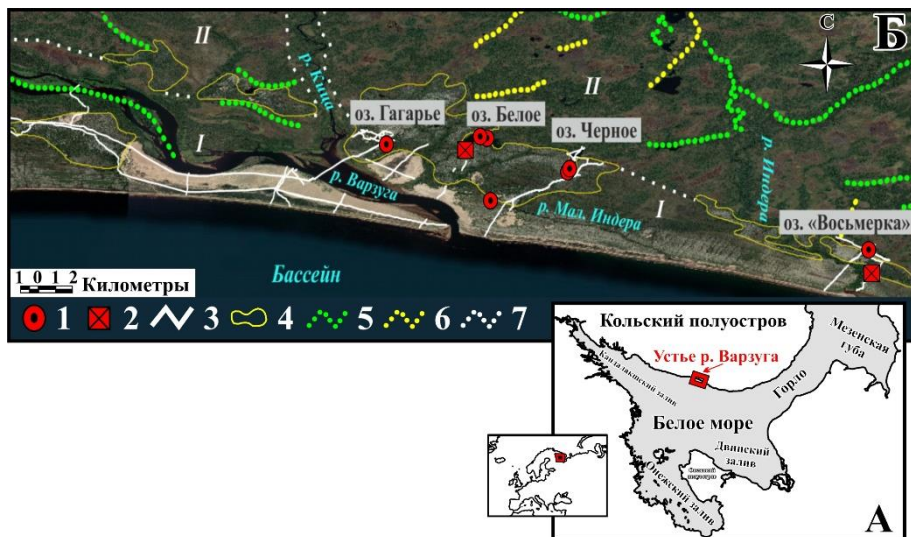 Б
С
II
II
р. Кица
оз. Гагарье
оз. Белое
оз. Черное
I
р. Варзуга
р. Мал. Индера
I
р. Индера
оз. «Восьмерка»
1 0 1 2
Километры
Бассейн
1 2 3 4 5 6 7
Кольский полуостров
Устье р. Варзуга
Мезенская
губа
Кандалакшский залив
Горло
Белое море
Двинский
залив
Онежский залив
А